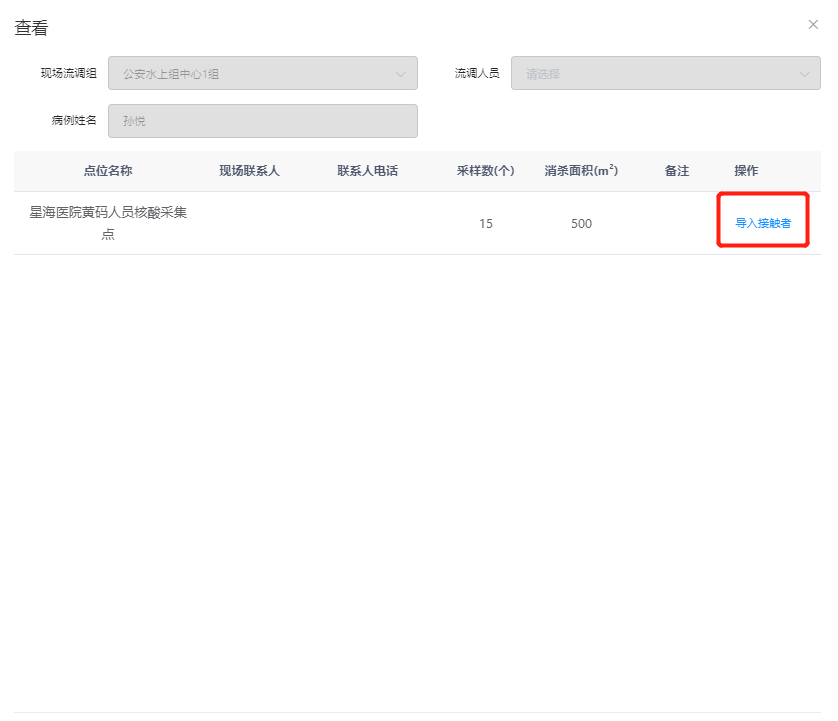 查看
现场流调组 公安水上组中心1组 流调人员 请选择
病例姓名 孙悦
点位名称 现场联系人 联系人电话 采样数(个) 消杀面积(m²) 备注 操作
星海医院黄码人员核酸采集
点 15 500 导入接触者